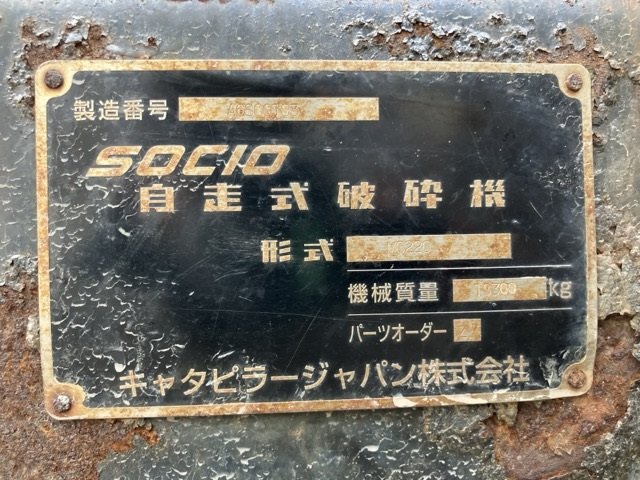 製造番号
SOCIO
自走式破砕機
形式
機械質量 kg
パーツオーダー
キャタピラージャパン株式会社